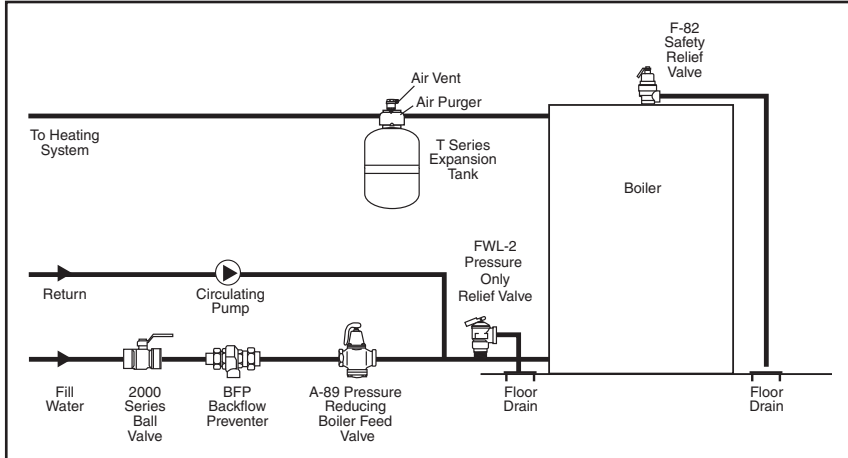 F-82
Safety
Relief
Valve
Air Vent
Air Purger
To Heating
System
T Series
Expansion
Tank
Boiler
FWL-2
Pressure
Only
Relief Valve
Return
Circulating
Pump
Fill
Water
2000
Series
Ball
Valve
BFP
Backflow
Preventer
A-89 Pressure
Reducing
Boiler Feed
Valve
Floor
Drain
Floor
Drain